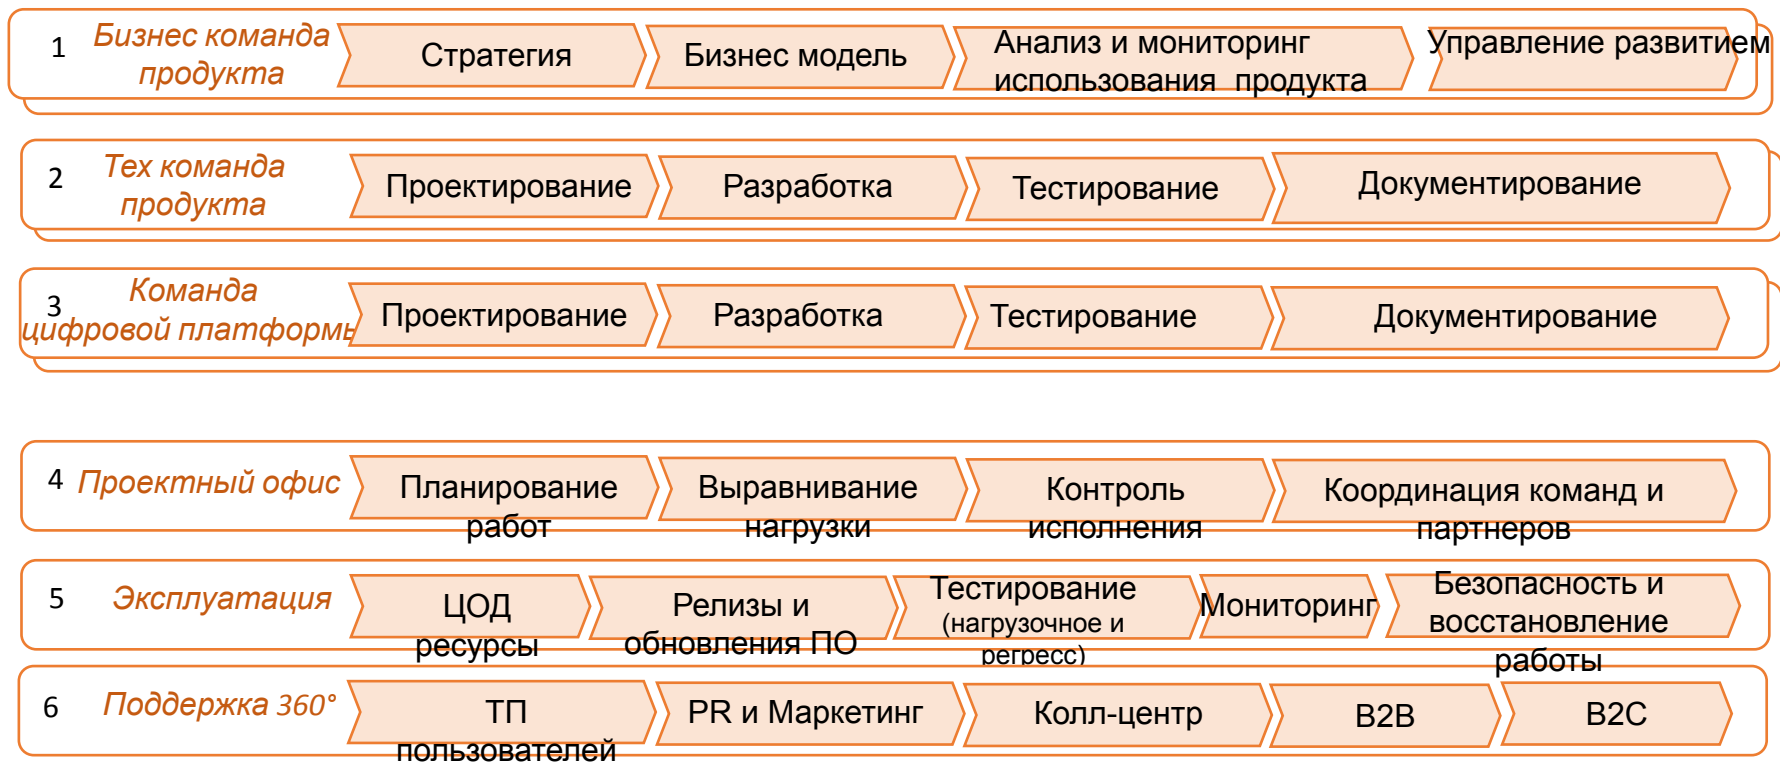 1
Бизнес команда
продукта
Стратегия
Бизнес модель
Анализ и мониторинг
использования продукта
Управление развитием
2
Тех команда
продукта
Проектирование
Разработка
Тестирование
Документирование
3
Команда
цифровой платформы
Проектирование
Разработка
Тестирование
Документирование
4
Проектный офис
Планирование
работ
Выравнивание
нагрузки
Контроль
исполнения
Координация команд и
партнеров
5
Эксплуатация
ЦОД
ресурсы
Релизы и
обновления ПО
Тестирование
(нагрузочное и
регресс)
Мониторинг
Безопасность и
восстановление
работы
6
Поддержка 360°
ТП
пользователей
PR и Маркетинг
Колл-центр
B2B
B2C